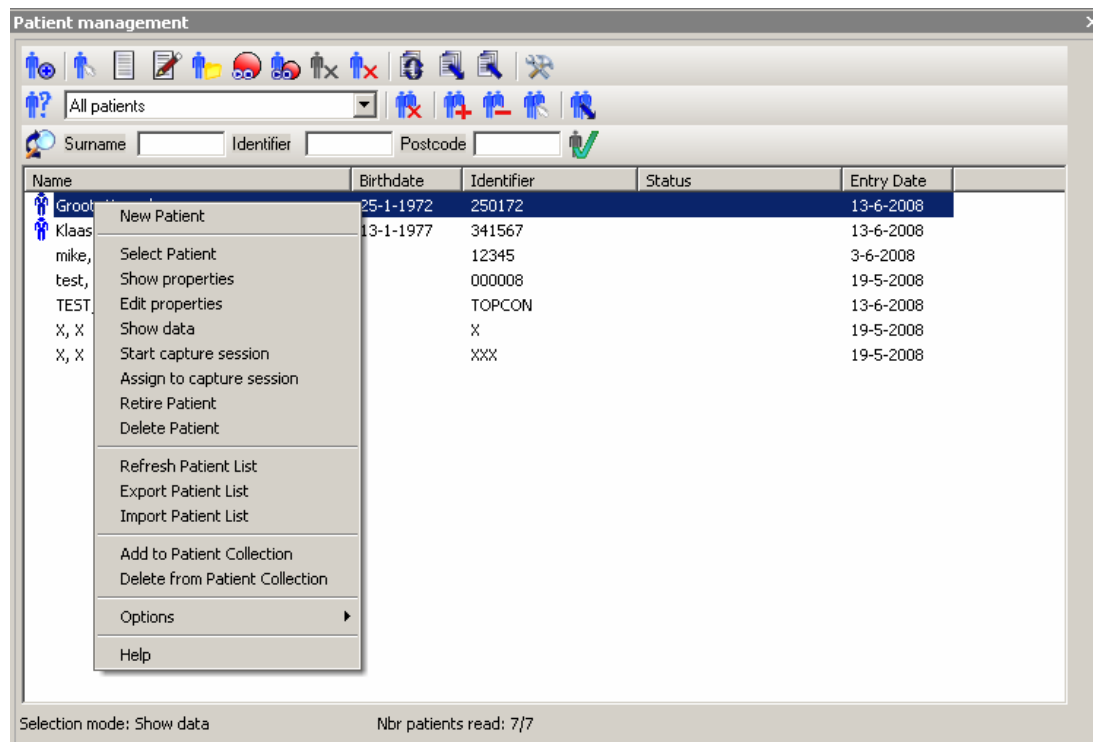 Patient management
All patients
Surname Identifier Postcode
Name Birthdate Identifier Status Entry Date
25-1-1972 250172 13-6-2008
Klaas 13-1-1977 341567 13-6-2008
mike, 12345 3-6-2008
test, 000008 19-5-2008
TEST_ TOPCON 13-6-2008
X, X X 19-5-2008
X, X XXX 19-5-2008
New Patient
Select Patient
Show properties
Edit properties
Show data
Start capture session
Assign to capture session
Retire Patient
Delete Patient
Refresh Patient List
Export Patient List
Import Patient List
Add to Patient Collection
Delete from Patient Collection
Options
Help
Selection mode: Show data Nbr patients read: 7/7